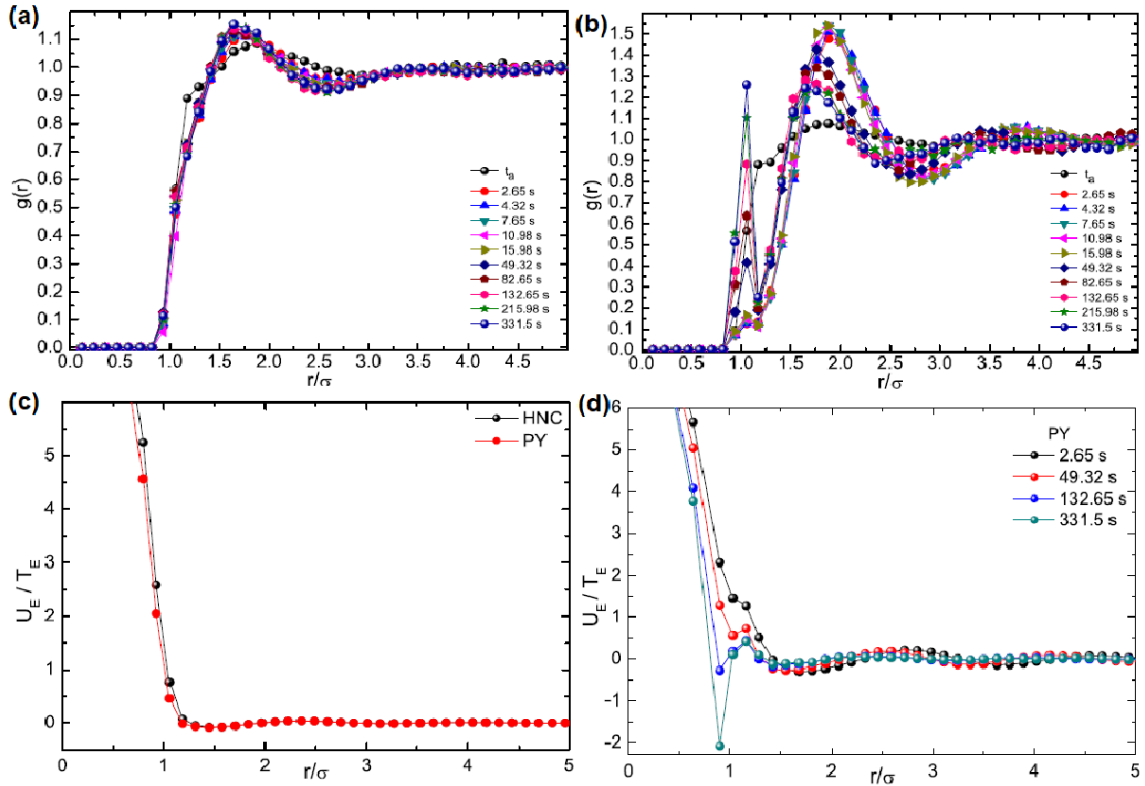 (a)
1.1
1.0
0.9
0.8
0.7
0.6
0.5
0.4
0.3
0.2
0.1
0.0
g(r)
tₐ
2.65 s
4.32 s
7.65 s
10.98 s
15.98 s
49.32 s
82.65 s
132.65 s
215.98 s
331.5 s
0.0 0.5 1.0 1.5 2.0 2.5 3.0 3.5 4.0 4.5
r/σ
(b)
1.5
1.4
1.3
1.2
1.1
1.0
0.9
0.8
0.7
0.6
0.5
0.4
0.3
0.2
0.1
0.0
g(r)
tₐ
2.65 s
4.32 s
7.65 s
10.98 s
15.98 s
49.32 s
82.65 s
132.65 s
215.98 s
331.5 s
0.0 0.5 1.0 1.5 2.0 2.5 3.0 3.5 4.0 4.5
r/σ
(c)
5
4
3
2
1
0
U_E / T_E
HNC
PY
0 1 2 3 4 5
r/σ
(d)
6
5
4
3
2
1
0
-1
-2
U_E / T_E
PY
2.65 s
49.32 s
132.65 s
331.5 s
0 1 2 3 4 5
r/σ